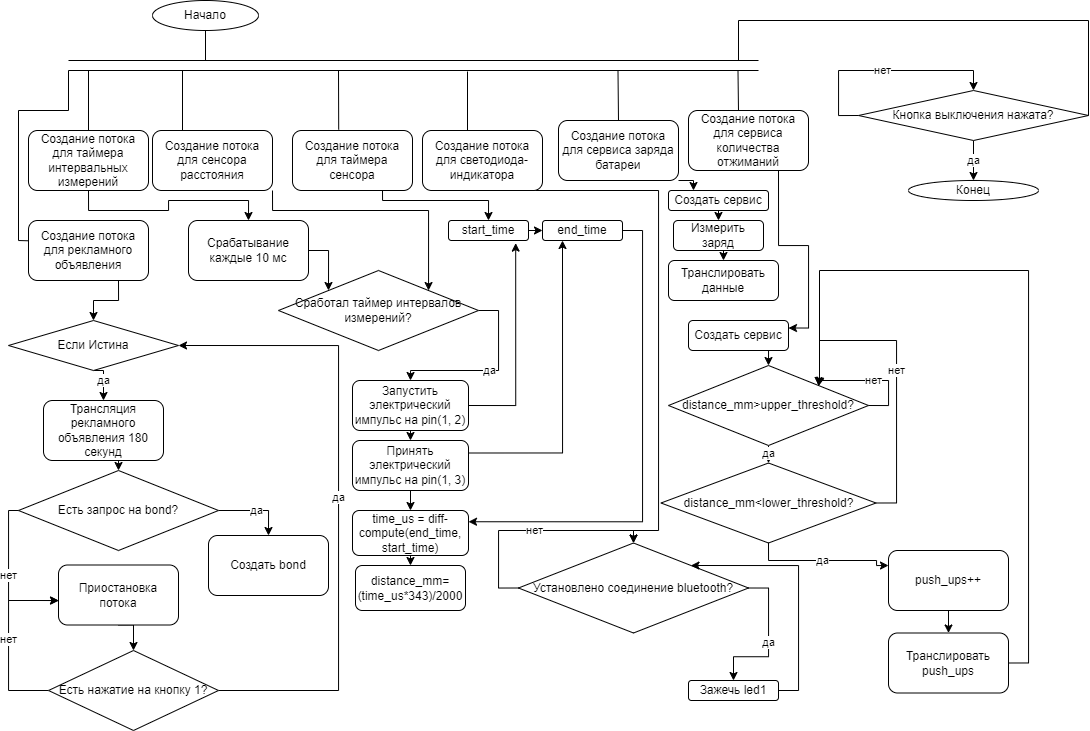 Начало
нет
Кнопка выключения нажата?
да
Конец
Создание потока
для таймера
интервальных
измерений
Создание потока
для сенсора
расстояния
Создание потока
для таймера
сенсора
Создание потока
для светодиода-
индикатора
Создание потока
для сервиса заряда
батареи
Создание потока
для сервиса
количества
отжиманий
Создание потока
для рекламного
объявления
Срабатывание
каждые 10 мс
start_time
end_time
Создать сервис
Измерить
заряд
Транслировать
данные
Сработал таймер интервалов
измерений?
Если Истина
да
Трансляция
рекламного
объявления 180
секунд
Есть запрос на bond?
да
Создать bond
нет
Приостановка
потока
нет
Есть нажатие на кнопку 1?
да
да
Запустить
электрический
импульс на pin(1, 2)
Принять
электрический
импульс на pin(1, 3)
time_us = diff-
compute(end_time,
start_time)
distance_mm=
(time_us*343)/2000
нет
Установлено соединение bluetooth?
да
Зажечь led1
Создать сервис
distance_mm>upper_threshold?
нет
нет
да
distance_mm<lower_threshold?
да
push_ups++
Транслировать
push_ups